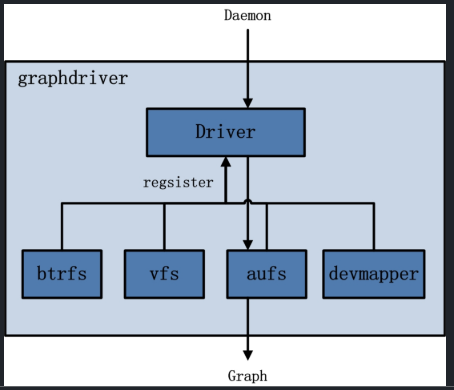 Daemon
graphdriver
Driver
regsister
btrfs
vfs
aufs
devmapper
Graph